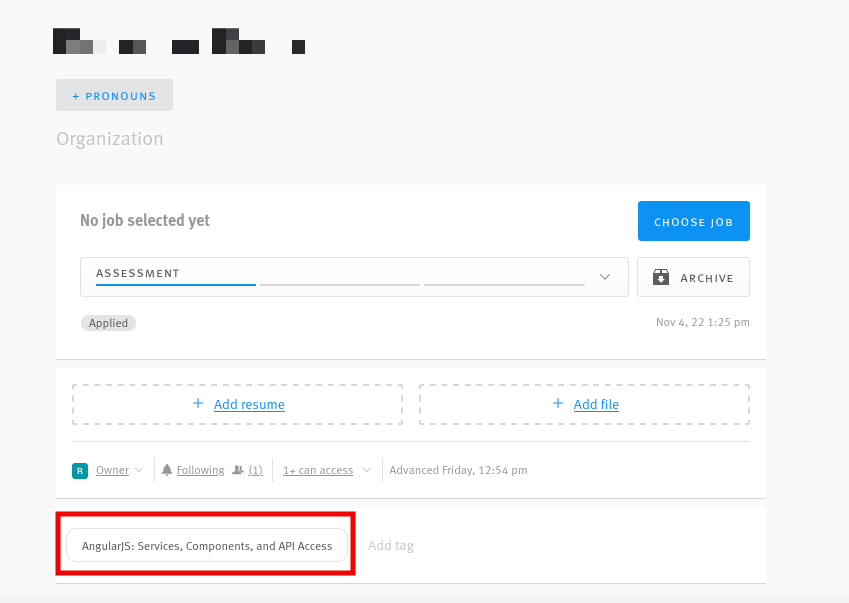 + PRONOUNS
Organization
No job selected yet
CHOOSE JOB
ASSESSMENT
ARCHIVE
Applied
Nov 4, 22 1:25 pm
+ Add resume
+ Add file
R Owner Following (1) 1+ can access Advanced Friday, 12:54 pm
AngularJS: Services, Components, and API Access Add tag